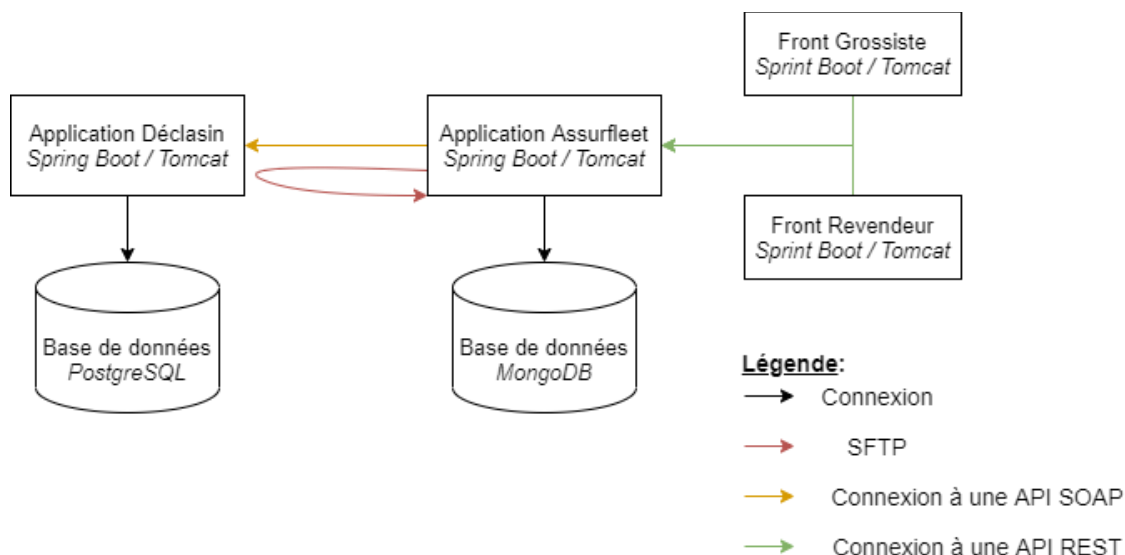 Front Grossiste
Sprint Boot / Tomcat
Application Déclasin
Spring Boot / Tomcat
Application Assurfleet
Spring Boot / Tomcat
Front Revendeur
Sprint Boot / Tomcat
Base de données
PostgreSQL
Base de données
MongoDB
Légende:
Connexion
SFTP
Connexion à une API SOAP
Connexion à une API REST